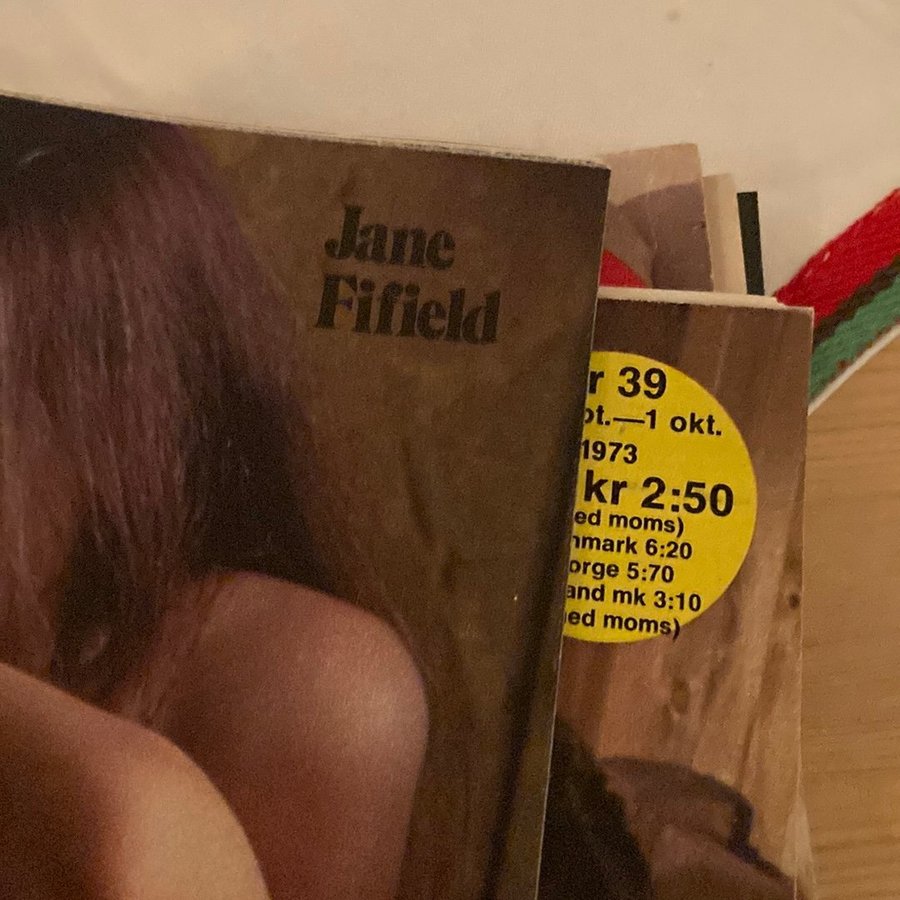 Jane
Fifield
r 39
pt.—1 okt.
1973
kr 2:50
ed moms)
nmark 6:20
orge 5:70
and mk 3:10
ed moms)